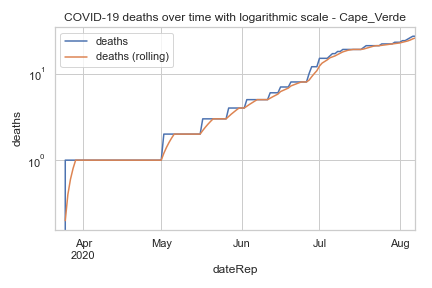 COVID-19 deaths over time with logarithmic scale - Cape_Verde
deaths
deaths (rolling)
10¹
10⁰
deaths
Apr May Jun Jul Aug
2020
dateRep